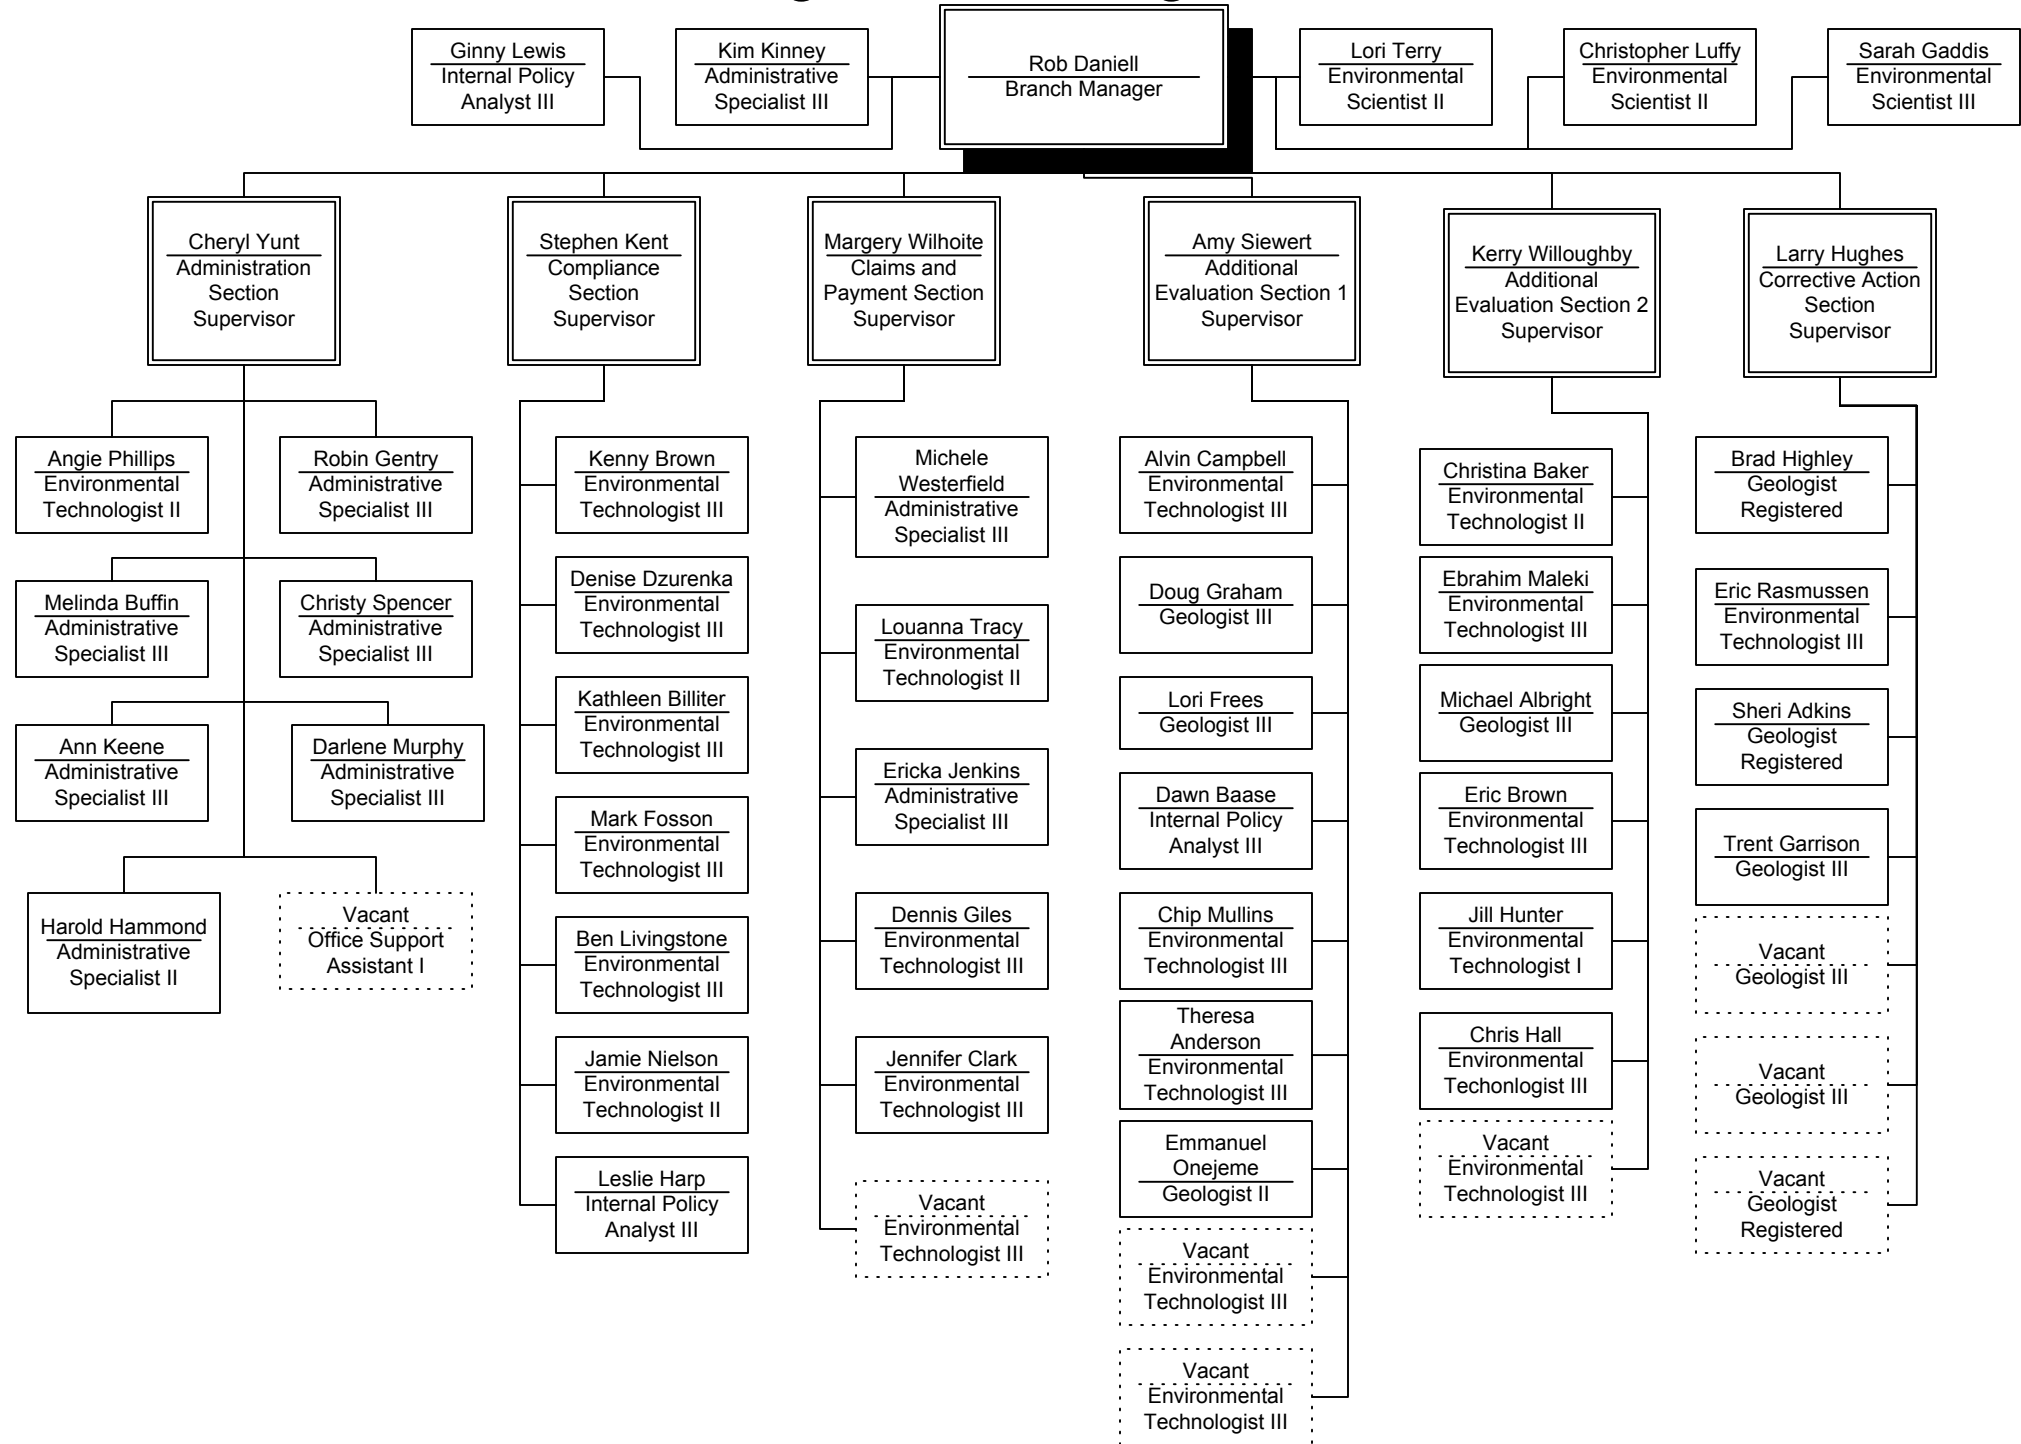 Ginny Lewis
Internal Policy
Analyst III
Kim Kinney
Administrative
Specialist III
Rob Daniell
Branch Manager
Lori Terry
Environmental
Scientist II
Christopher Luffy
Environmental
Scientist II
Sarah Gaddis
Environmental
Scientist III
Cheryl Yunt
Administration
Section
Supervisor
Stephen Kent
Compliance
Section
Supervisor
Margery Wilhoite
Claims and
Payment Section
Supervisor
Amy Siewert
Additional
Evaluation Section 1
Supervisor
Kerry Willoughby
Additional
Evaluation Section 2
Supervisor
Larry Hughes
Corrective Action
Section
Supervisor
Angie Phillips
Environmental
Technologist II
Robin Gentry
Administrative
Specialist III
Melinda Buffin
Administrative
Specialist III
Christy Spencer
Administrative
Specialist III
Ann Keene
Administrative
Specialist III
Darlene Murphy
Administrative
Specialist III
Harold Hammond
Administrative
Specialist II
Vacant
Office Support
Assistant I
Kenny Brown
Environmental
Technologist III
Denise Dzurenka
Environmental
Technologist III
Kathleen Billiter
Environmental
Technologist III
Mark Fosson
Environmental
Technologist III
Ben Livingstone
Environmental
Technologist III
Jamie Nielson
Environmental
Technologist II
Leslie Harp
Internal Policy
Analyst III
Michele
Westerfield
Administrative
Specialist III
Louanna Tracy
Environmental
Technologist II
Ericka Jenkins
Administrative
Specialist III
Dennis Giles
Environmental
Technologist III
Jennifer Clark
Environmental
Technologist III
Vacant
Environmental
Technologist III
Alvin Campbell
Environmental
Technologist III
Doug Graham
Geologist III
Lori Frees
Geologist III
Dawn Baase
Internal Policy
Analyst III
Chip Mullins
Environmental
Technologist III
Theresa
Anderson
Environmental
Technologist III
Emmanuel
Onejeme
Geologist II
Vacant
Environmental
Technologist III
Vacant
Environmental
Technologist III
Christina Baker
Environmental
Technologist II
Ebrahim Maleki
Environmental
Technologist III
Michael Albright
Geologist III
Eric Brown
Environmental
Technologist III
Jill Hunter
Environmental
Technologist I
Chris Hall
Environmental
Techonlogist III
Vacant
Environmental
Technologist III
Brad Highley
Geologist
Registered
Eric Rasmussen
Environmental
Technologist III
Sheri Adkins
Geologist
Registered
Trent Garrison
Geologist III
Vacant
Geologist III
Vacant
Geologist III
Vacant
Geologist
Registered